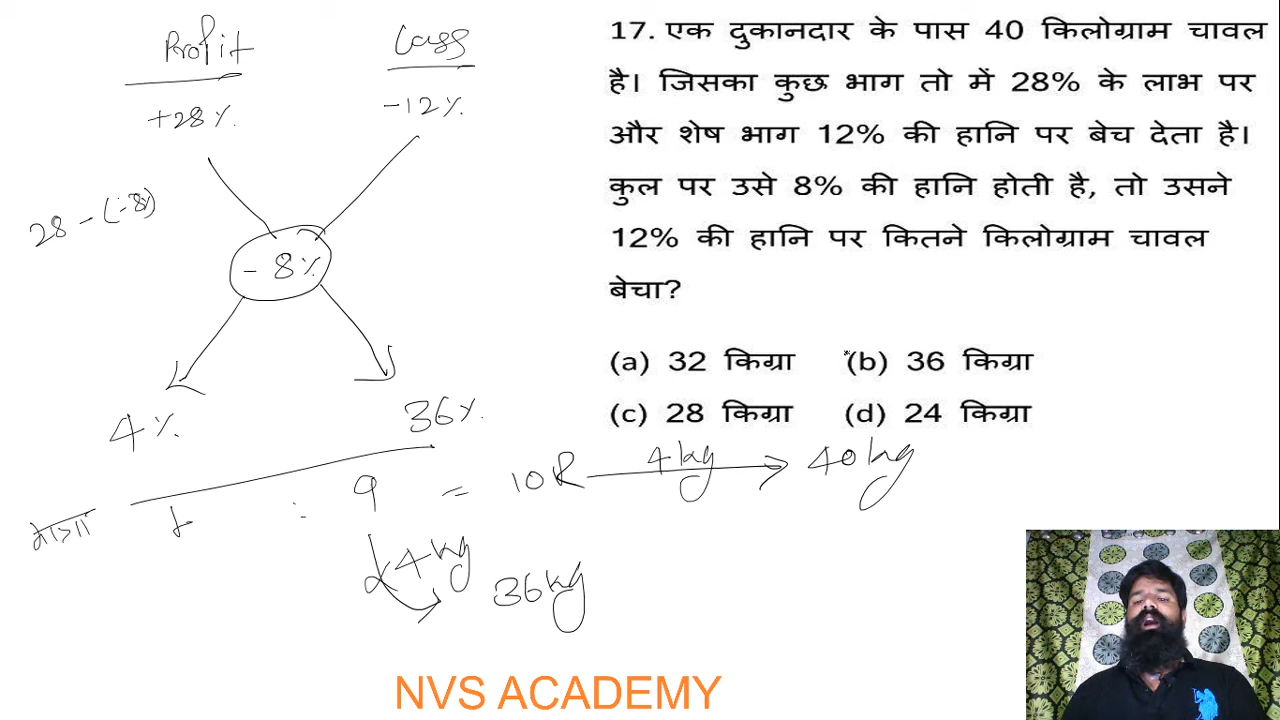 Profit Loss
+28% -12%
28 - (-8)
-8%
4% 36%
मात्रा 1 : 9 = 10R 4kg 40kg
4kg
36kg
17. एक दुकानदार के पास 40 किलोग्राम चावल
है। जिसका कुछ भाग तो में 28% के लाभ पर
और शेष भाग 12% की हानि पर बेच देता है।
कुल पर उसे 8% की हानि होती है, तो उसने
12% की हानि पर कितने किलोग्राम चावल
बेचा?
(a) 32 किग्रा (b) 36 किग्रा
(c) 28 किग्रा (d) 24 किग्रा
NVS ACADEMY